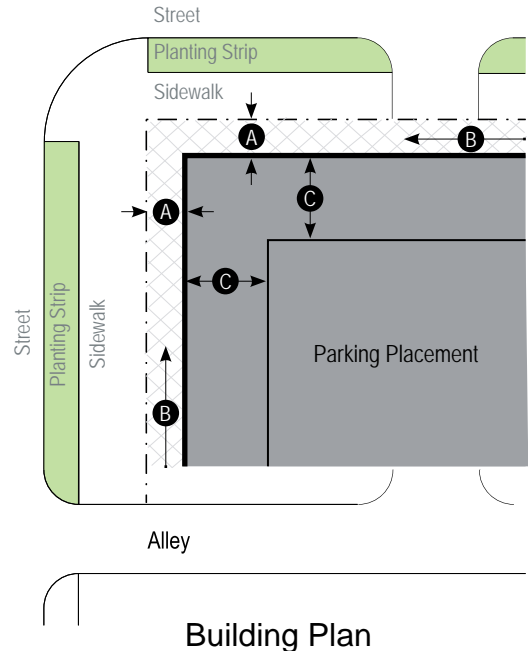 Street
Planting Strip
Sidewalk
A
B
A
C
C
Street
Planting Strip
Sidewalk
Parking Placement
B
Alley
Building Plan